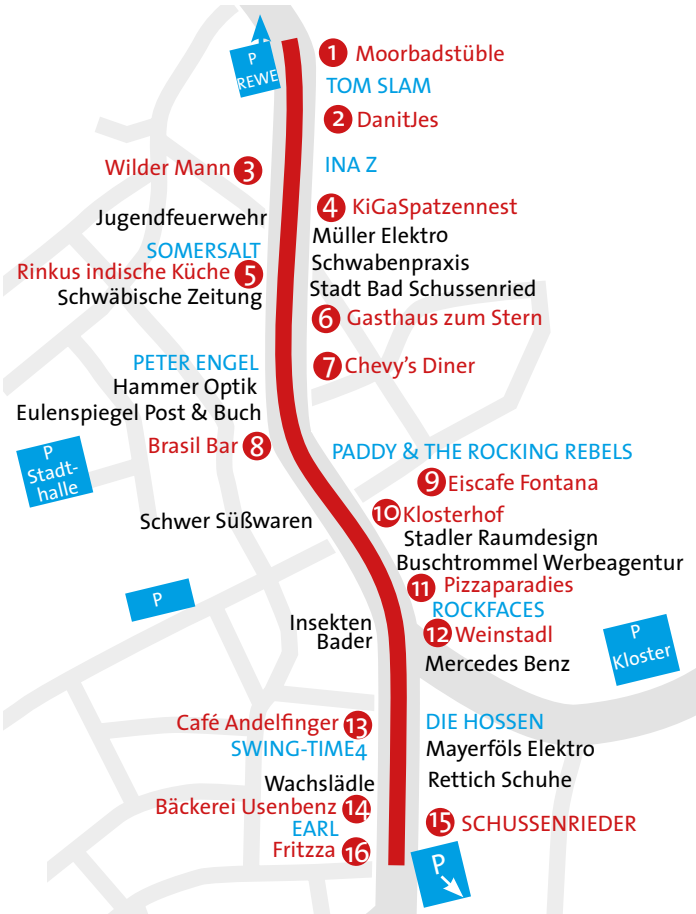 P
REWE
1 Moorbadstüble
TOM SLAM
2 DanitJes
Wilder Mann 3
INA Z
4 KiGaSpatzennest
Jugendfeuerwehr
Müller Elektro
SOMERSALT
Schwabenpraxis
Rinkus indische Küche 5
Stadt Bad Schussenried
Schwäbische Zeitung
6 Gasthaus zum Stern
PETER ENGEL
7 Chevy's Diner
Hammer Optik
Eulenspiegel Post & Buch
Brasil Bar 8
P
Stadt-
halle
PADDY & THE ROCKING REBELS
9 Eiscafe Fontana
10 Klosterhof
Schwer Süßwaren
Stadler Raumdesign
Buschtrommel Werbeagentur
11 Pizzaparadies
P
ROCKFACES
Insekten
Bader
12 Weinstadl
P
Kloster
Mercedes Benz
Café Andelfinger 13
DIE HOSSEN
SWING-TIME4
Mayerföls Elektro
Wachslädle
Rettich Schuhe
Bäckerei Usenbenz 14
EARL
15 SCHUSSENRIEDER
Fritzza 16
P